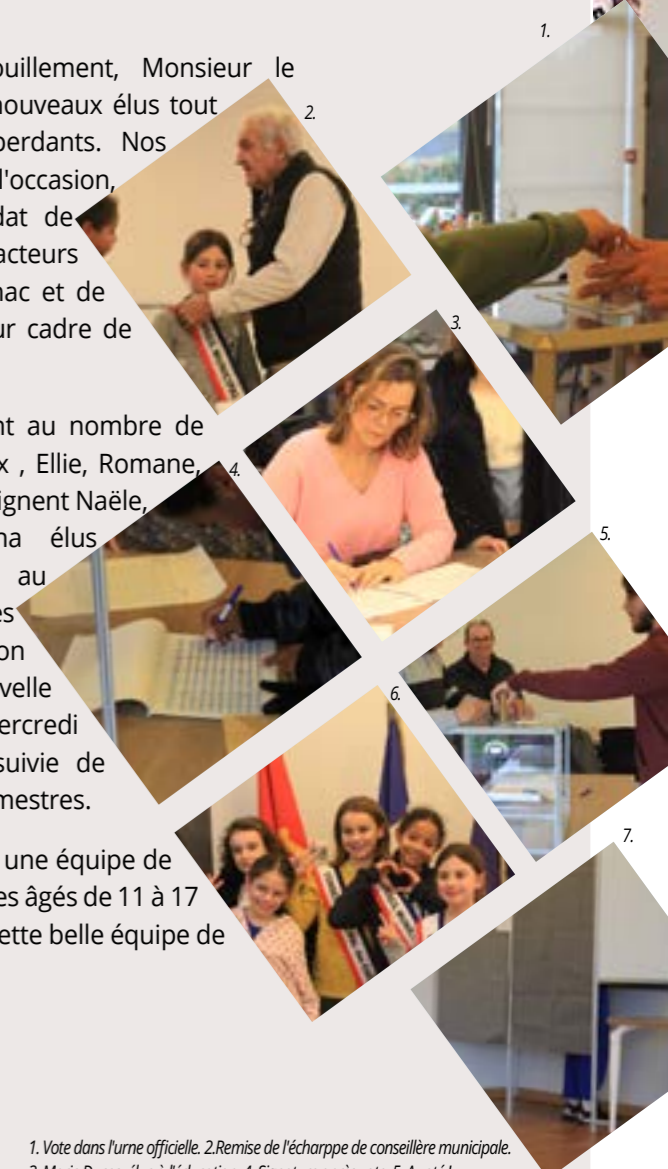 1.
ouillement, Monsieur le
nouveaux élus tout
2.
perdants. Nos
l'occasion,
dat de
acteurs
nac et de
ur cadre de
3.
nt au nombre de
x , Ellie, Romane,
4.
ignent Naële,
na élus
au
es
on
velle
ercredi
suivie de
mestres.
5.
6.
7.
une équipe de
es âgés de 11 à 17
ette belle équipe de
1. Vote dans l'urne officielle. 2.Remise de l'écharppe de conseillère municipale.